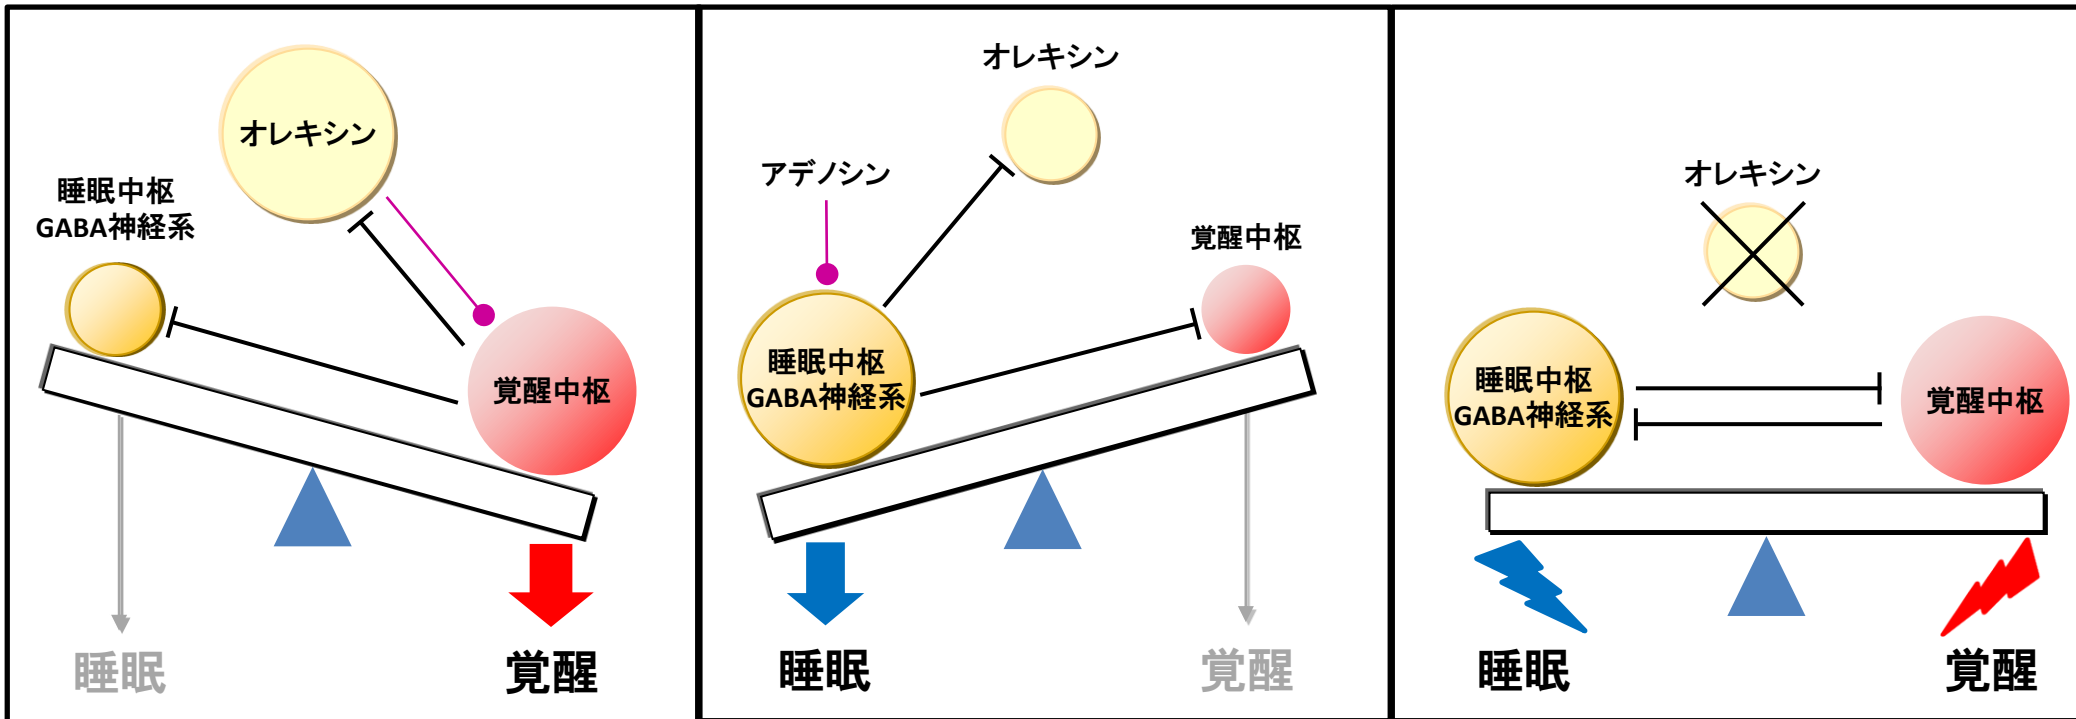 オレキシン
睡眠中枢
GABA神経系
覚醒中枢
睡眠
覚醒
オレキシン
アデノシン
覚醒中枢
睡眠中枢
GABA神経系
睡眠
覚醒
オレキシン
睡眠中枢
GABA神経系
覚醒中枢
睡眠
覚醒